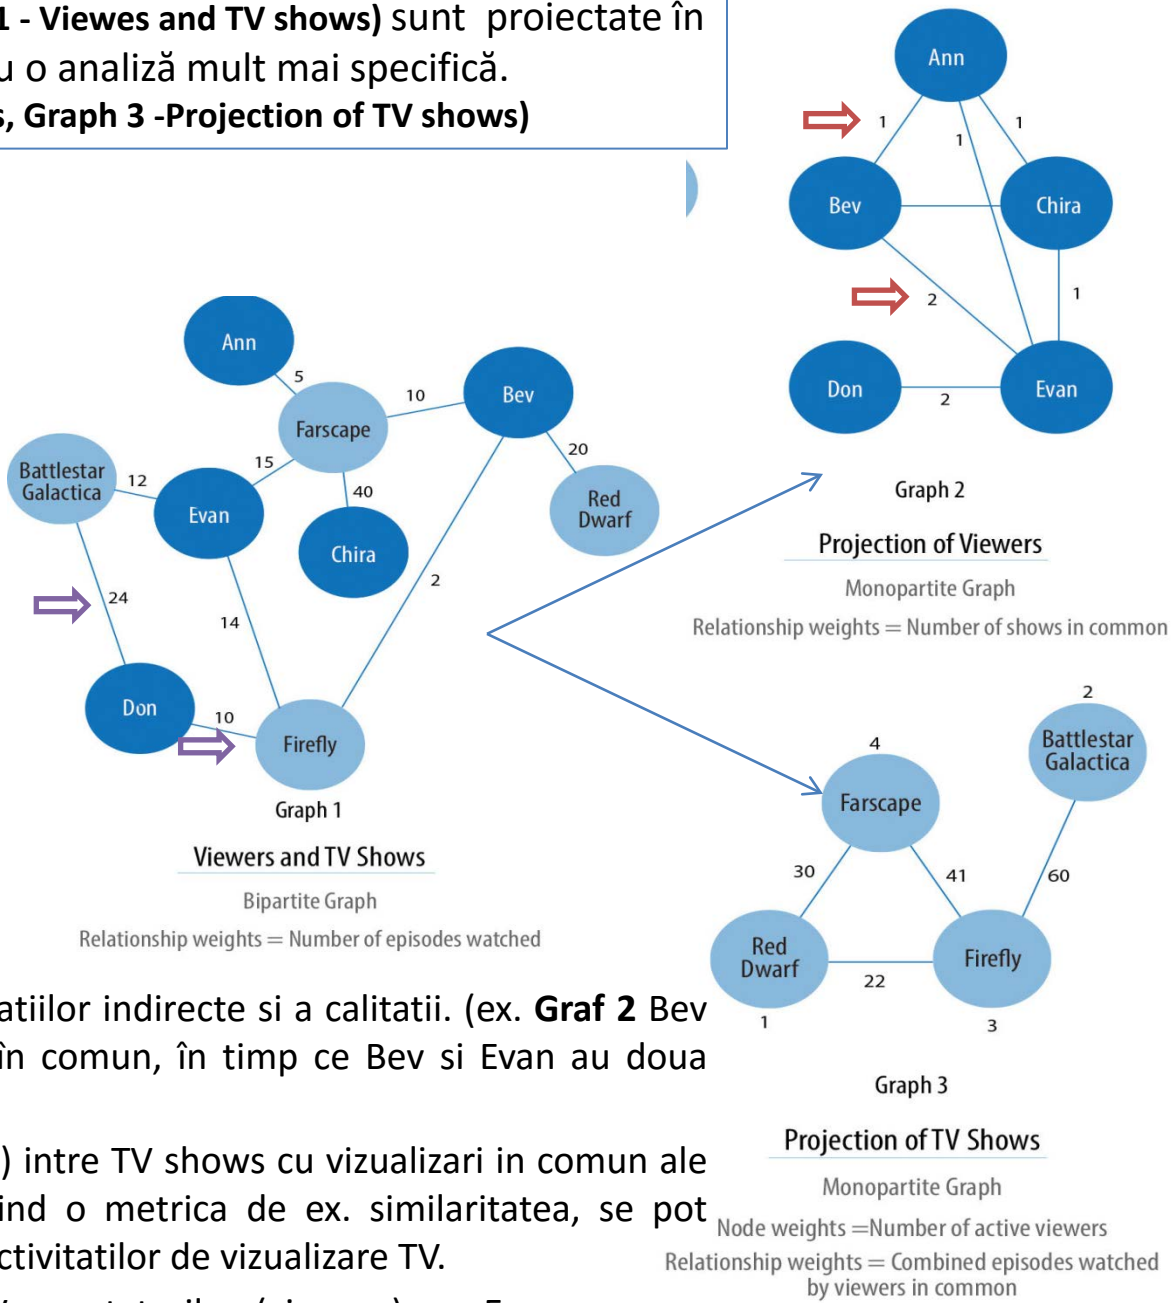 1 - Viewes and TV shows) sunt proiectate în
u o analiză mult mai specifică.
s, Graph 3 -Projection of TV shows)
Ann
1
1
1
Bev
Chira
2
1
Don
2
Evan
Graph 2
Projection of Viewers
Monopartite Graph
Relationship weights = Number of shows in common
Ann
5
Farscape
10
Bev
20
Red
Dwarf
Battlestar
Galactica
12
15
Evan
40
Chira
2
24
14
Don
10
Firefly
Graph 1
Viewers and TV Shows
Bipartite Graph
Relationship weights = Number of episodes watched
2
Battlestar
Galactica
4
Farscape
30
41
60
Red
Dwarf
22
Firefly
1
3
Graph 3
Projection of TV Shows
Monopartite Graph
Node weights =Number of active viewers
Relationship weights = Combined episodes watched
by viewers in common
atiilor indirecte si a calitatii. (ex. Graf 2 Bev
în comun, în timp ce Bev si Evan au doua
) intre TV shows cu vizualizari in comun ale
ind o metrica de ex. similaritatea, se pot
ctivitatilor de vizualizare TV.